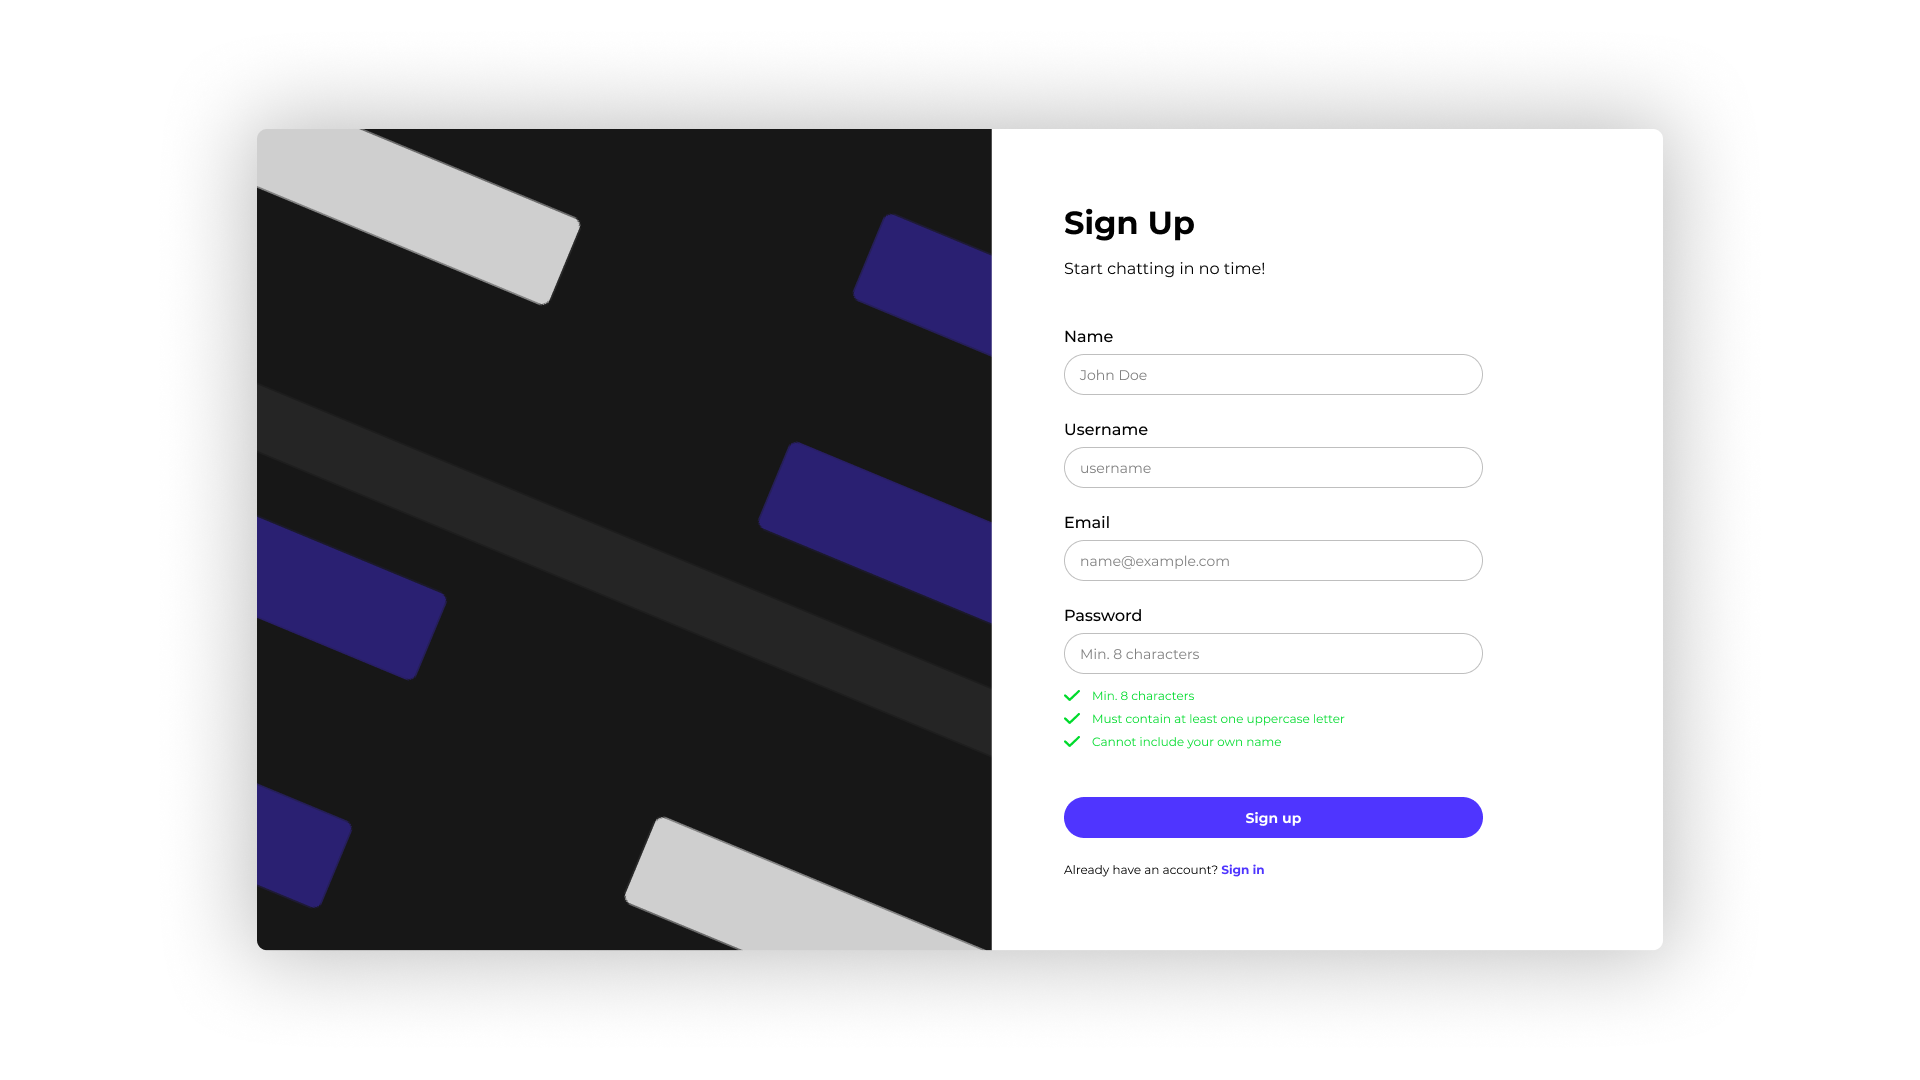 Sign Up
Start chatting in no time!
Name
John Doe
Username
username
Email
name@example.com
Password
Min. 8 characters
Min. 8 characters
Must contain at least one uppercase letter
Cannot include your own name
Sign up
Already have an account? Sign in